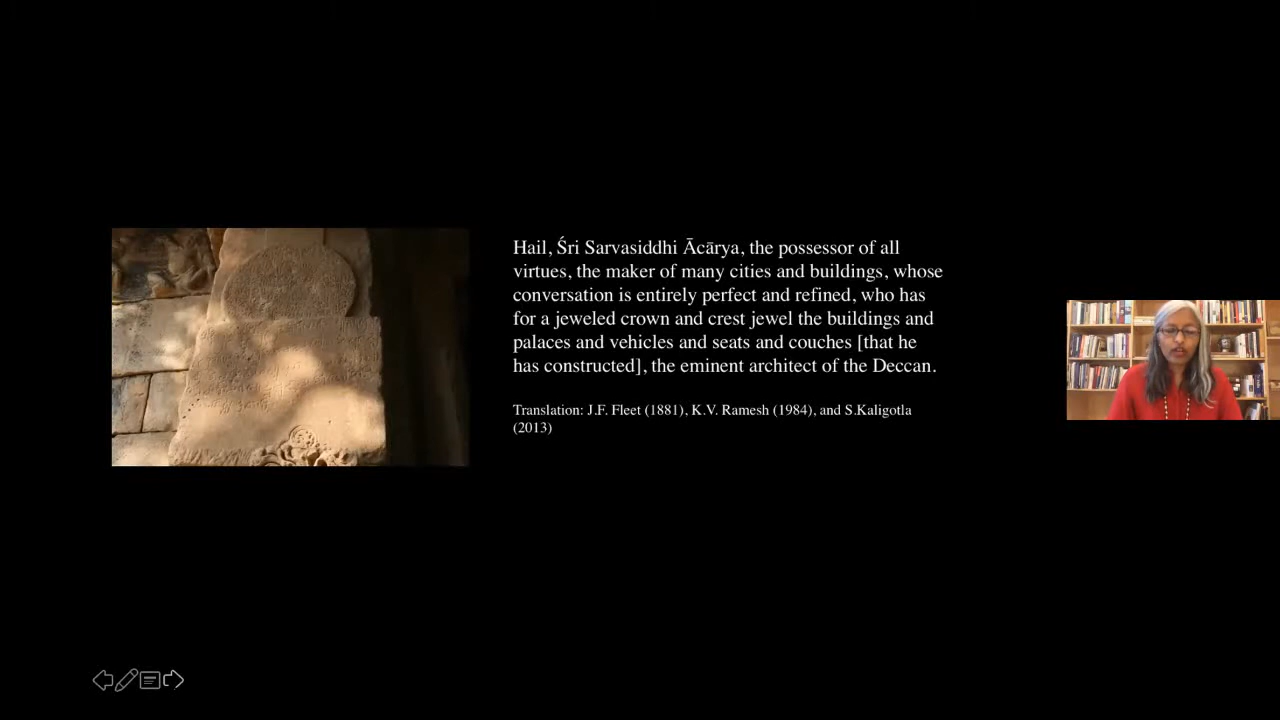 Hail, Śri Sarvasiddhi Ācārya, the possessor of all
virtues, the maker of many cities and buildings, whose
conversation is entirely perfect and refined, who has
for a jeweled crown and crest jewel the buildings and
palaces and vehicles and seats and couches [that he
has constructed], the eminent architect of the Deccan.
Translation: J.F. Fleet (1881), K.V. Ramesh (1984), and S.Kaligotla
(2013)